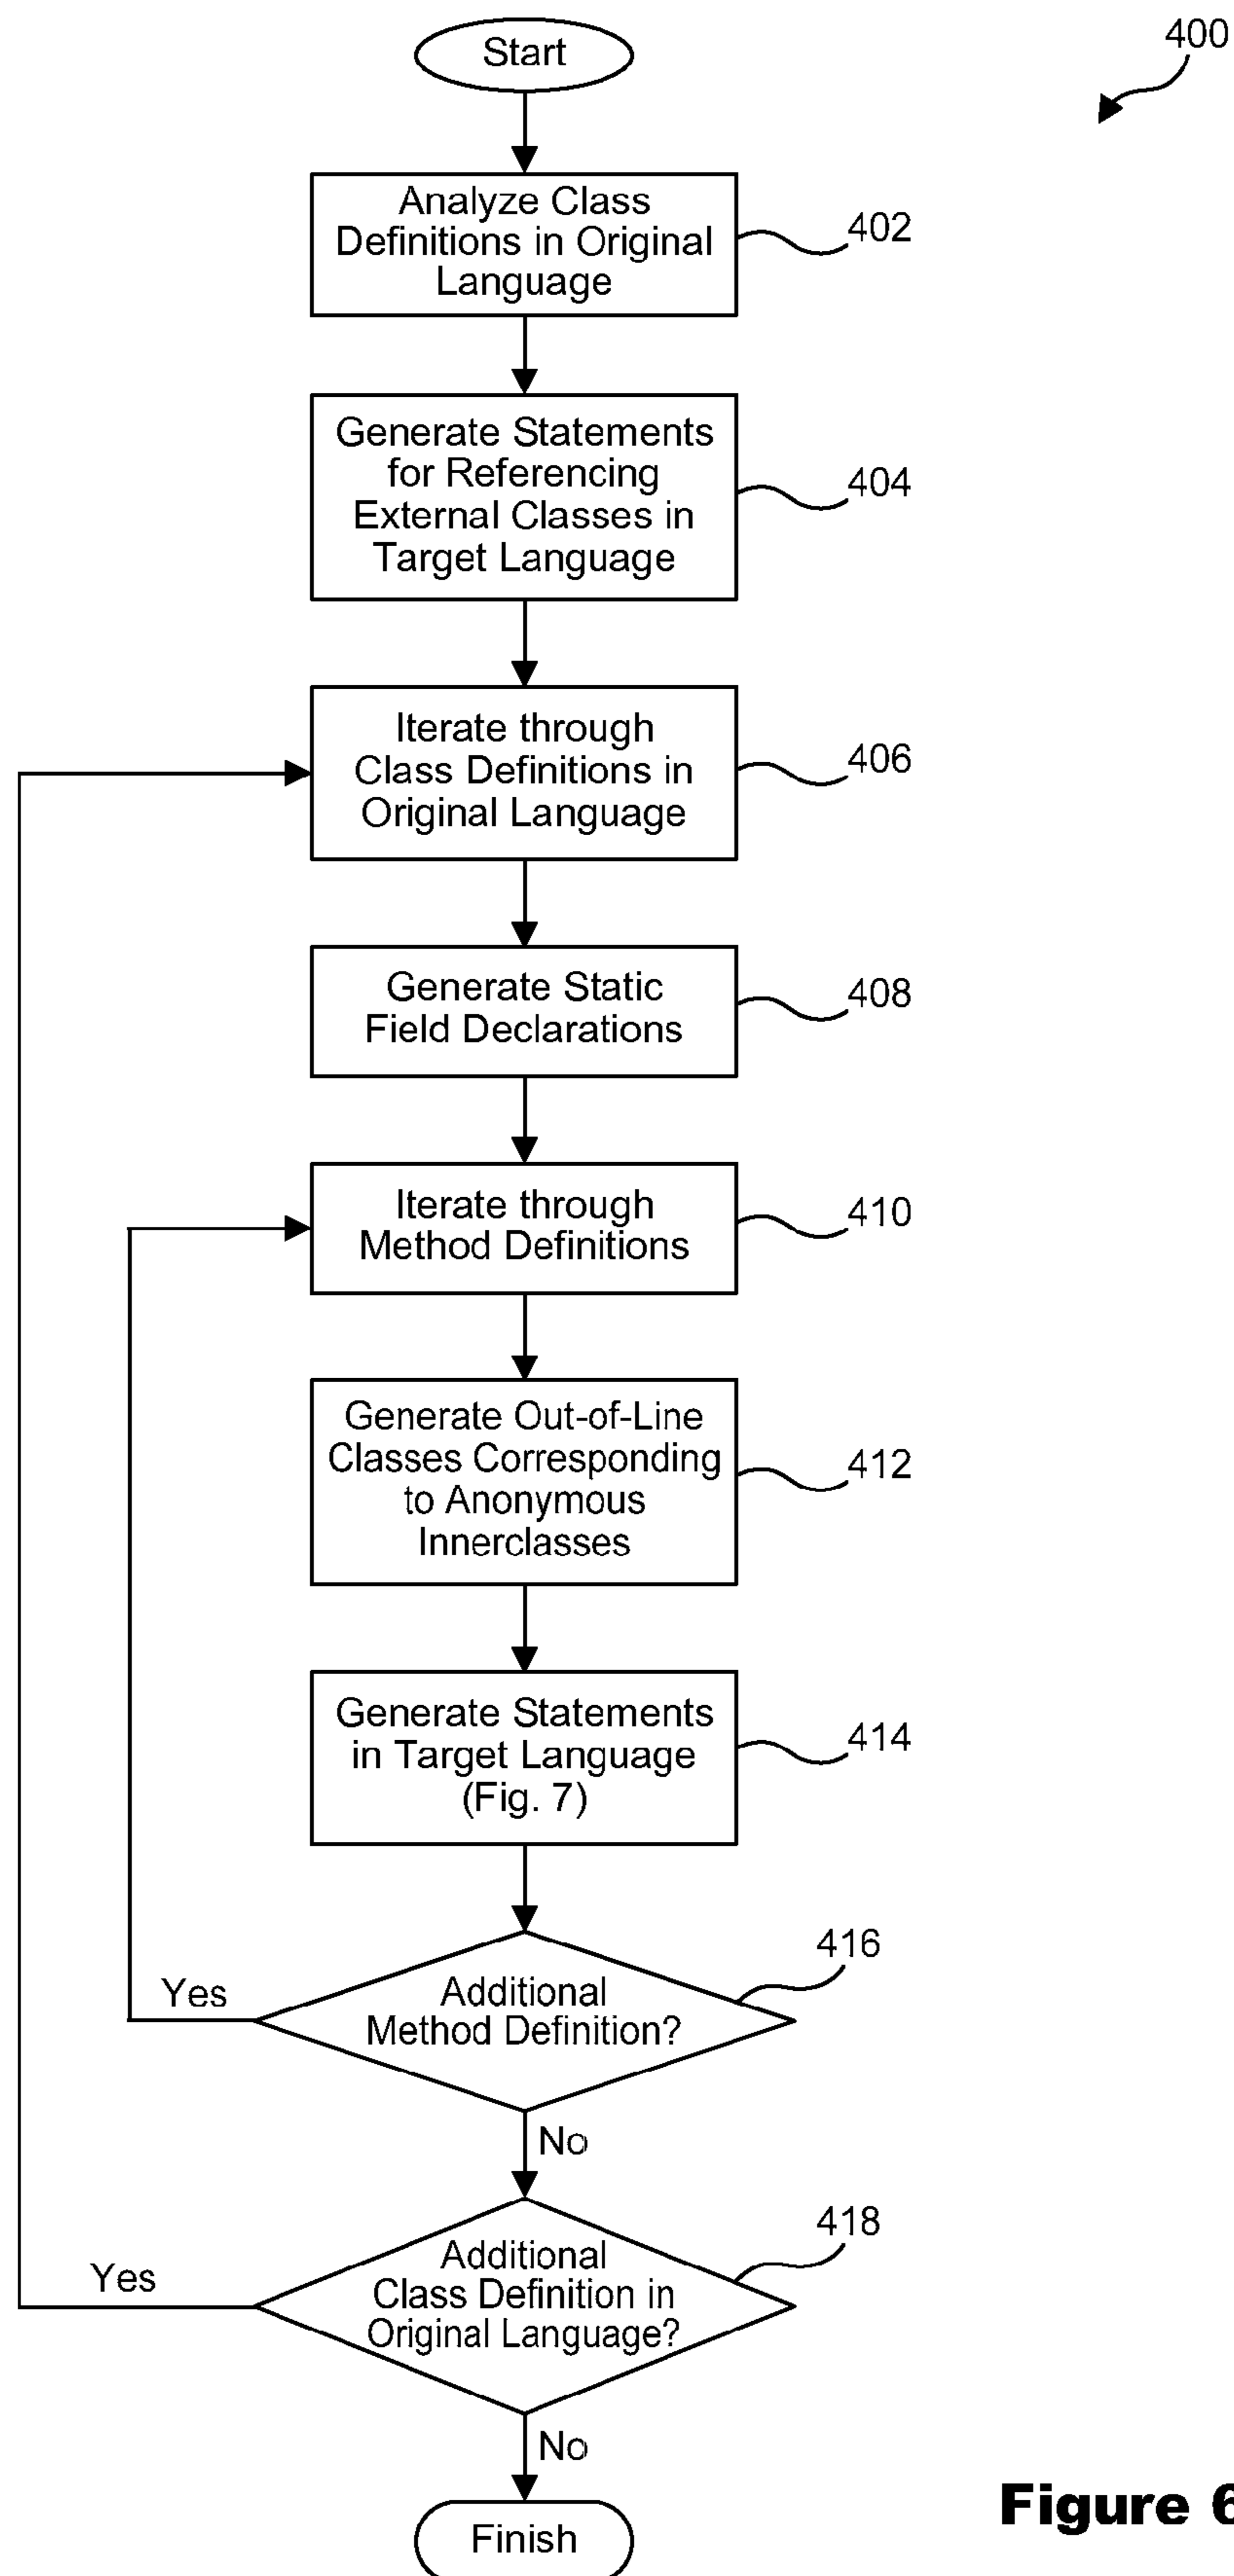 Start
400
Analyze Class
Definitions in Original
Language
402
Generate Statements
for Referencing
External Classes in
Target Language
404
Iterate through
Class Definitions in
Original Language
406
Generate Static
Field Declarations
408
Iterate through
Method Definitions
410
Generate Out-of-Line
Classes Corresponding
to Anonymous
Innerclasses
412
Generate Statements
in Target Language
(Fig. 7)
414
Additional
Method Definition?
416
Yes
No
Additional
Class Definition in
Original Language?
418
Yes
No
Finish
Figure 6